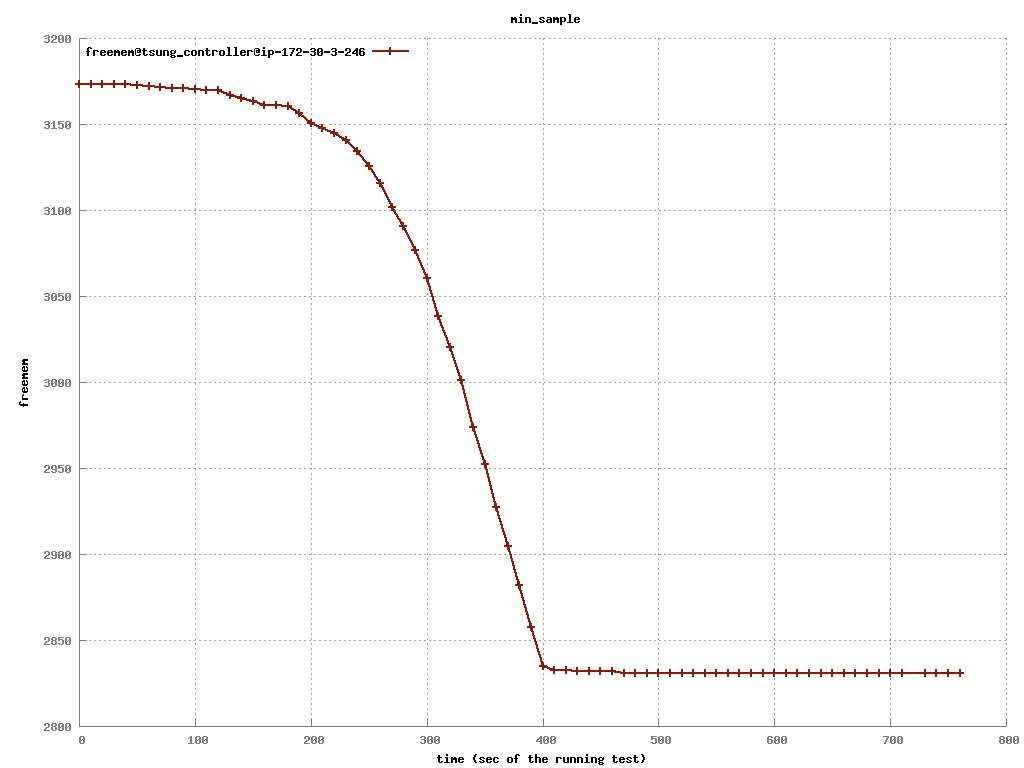 min_sample
3200
freemem@tsung_controller@ip-172-30-3-246
3150
3100
3050
3000
2950
2900
2850
2800
freemem
0 100 200 300 400 500 600 700 800
time (sec of the running test)